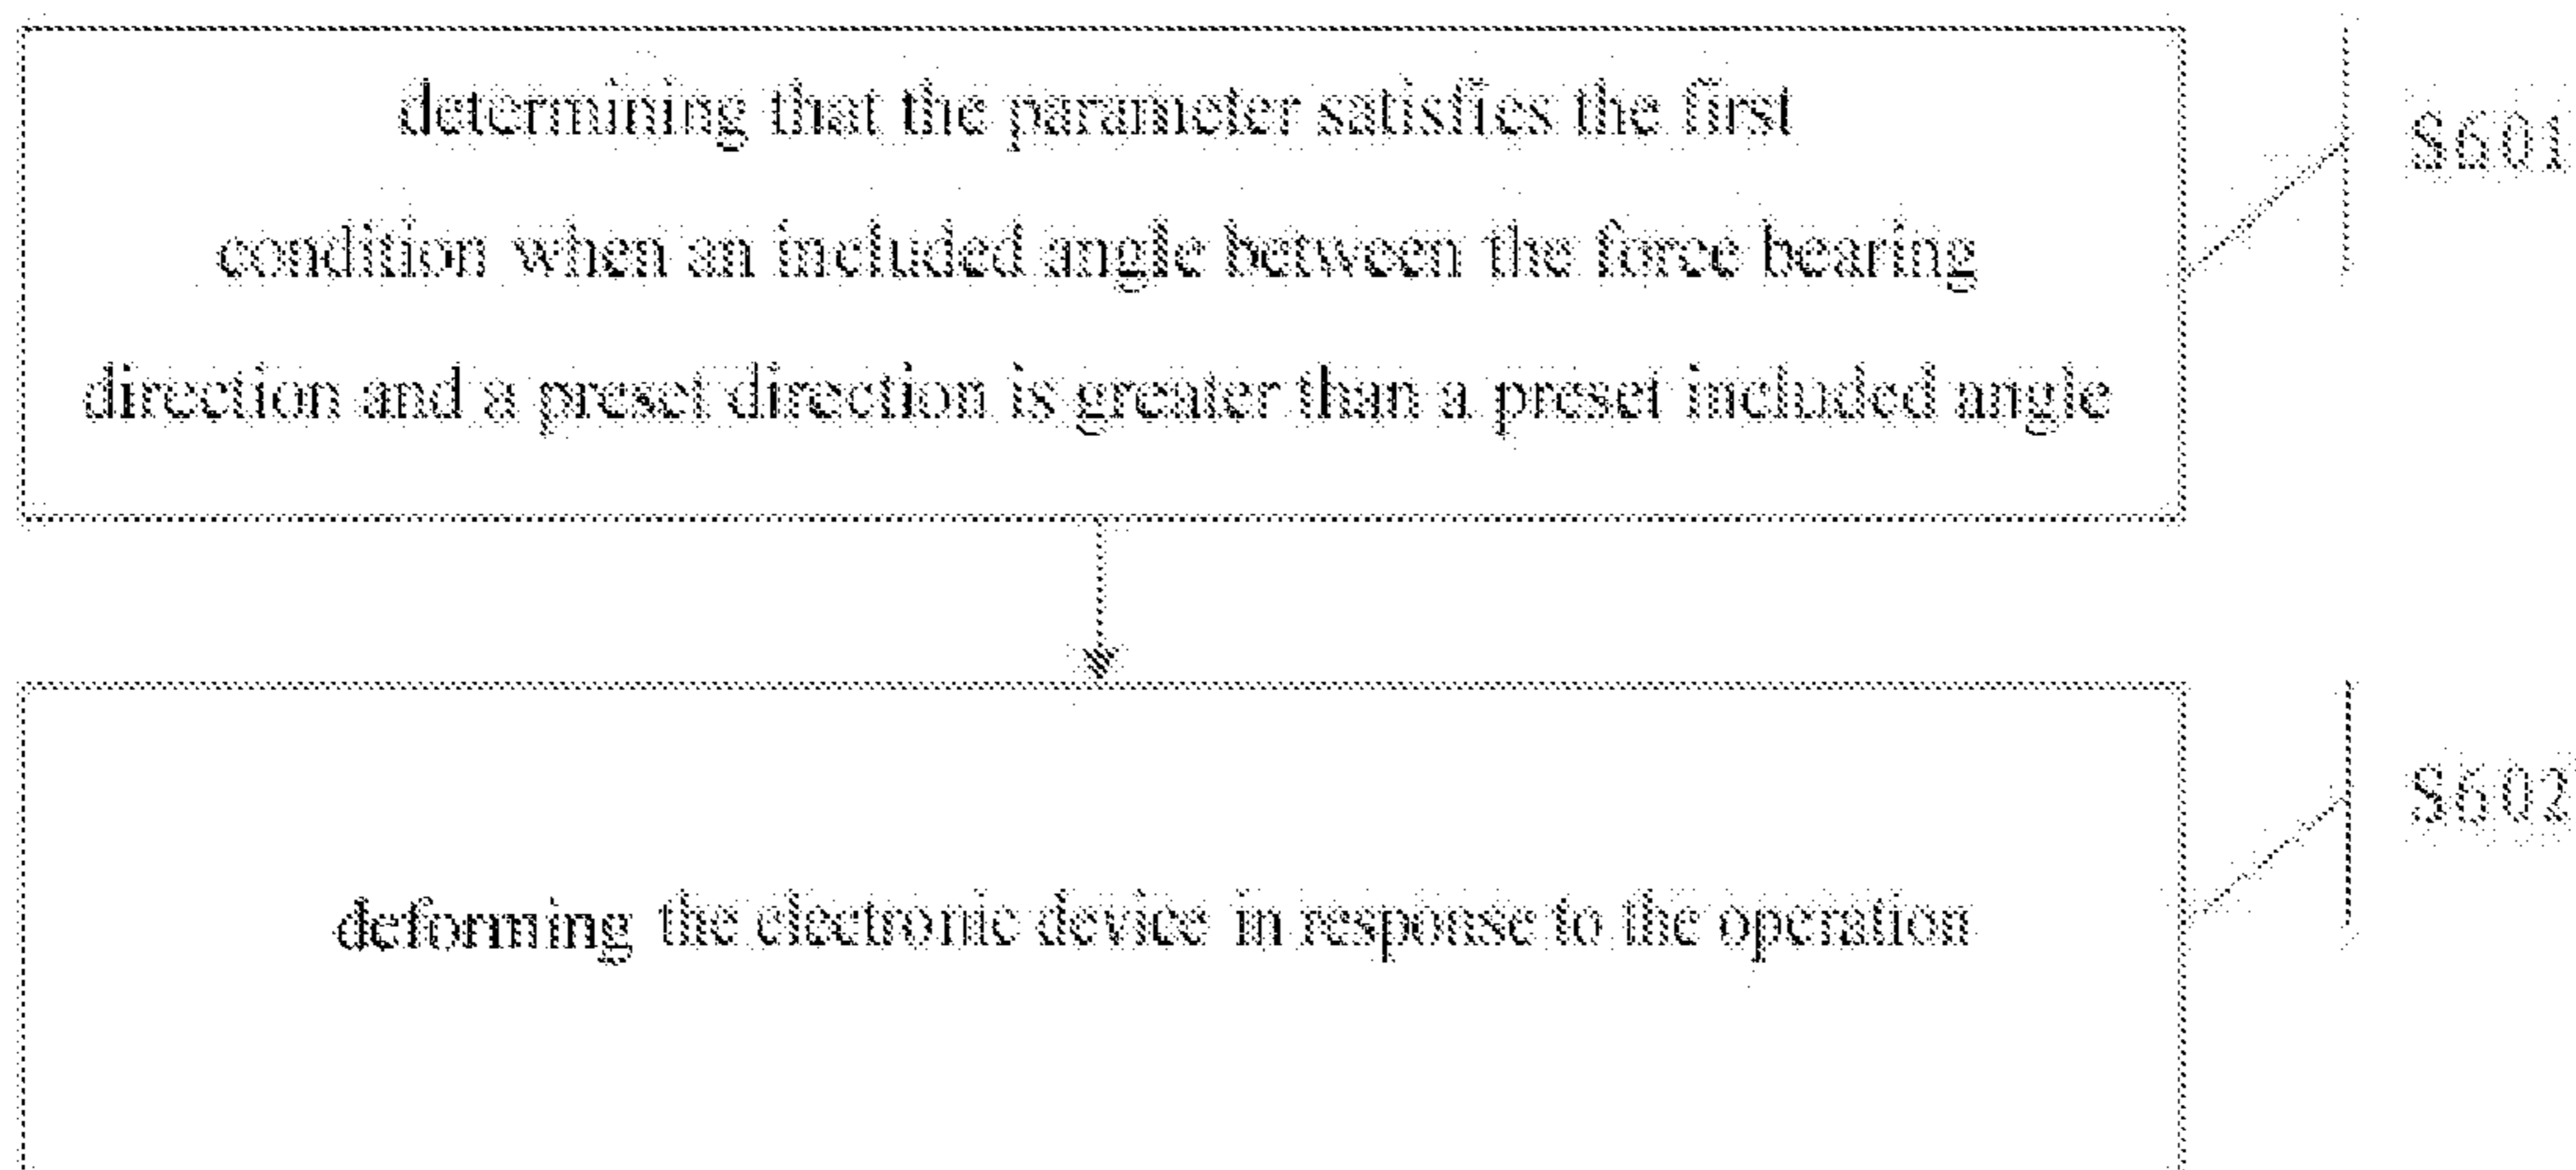 determining that the parameter satisfies the first
condition when an included angle between the force bearing
direction and a preset direction is greater than a preset included angle
S601
deforming the electronic device in response to the operation
S602